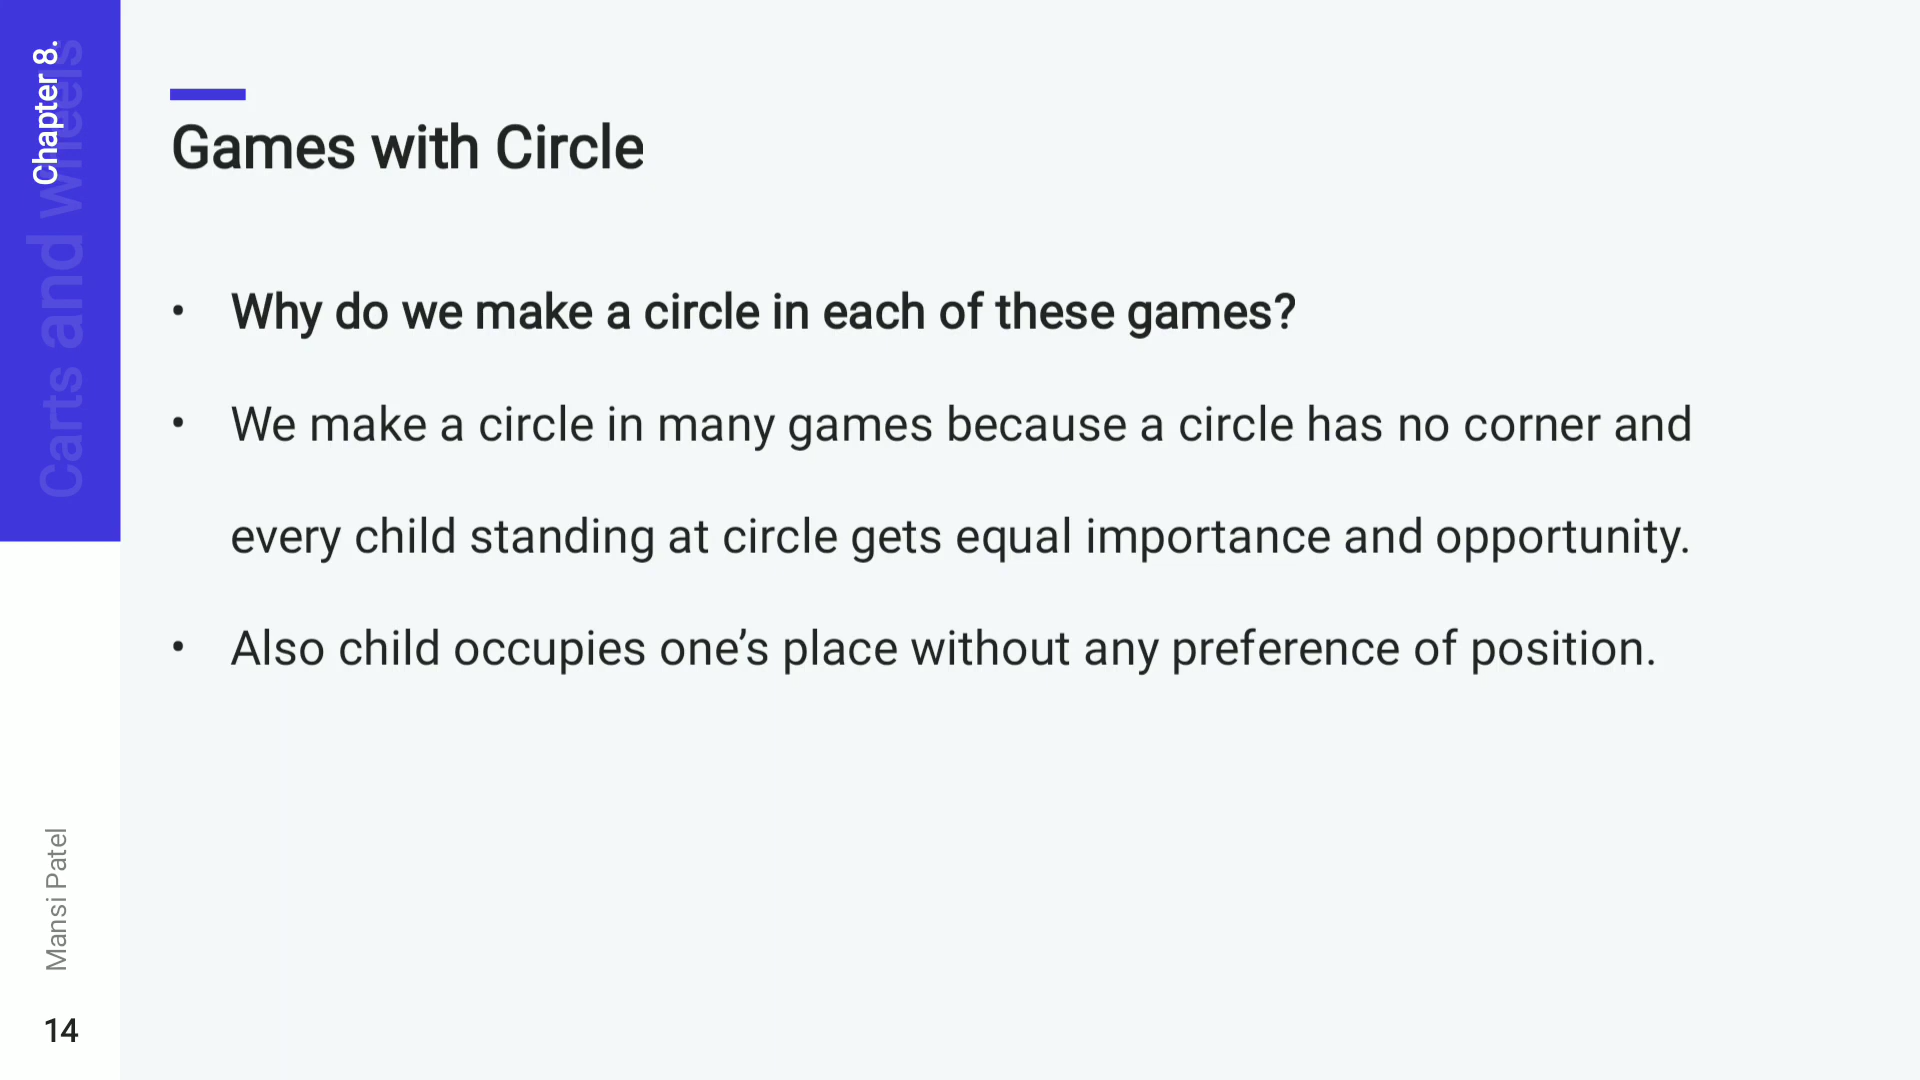 Chapter 8.
Carts and wheels
Games with Circle
• Why do we make a circle in each of these games?
• We make a circle in many games because a circle has no corner and
every child standing at circle gets equal importance and opportunity.
• Also child occupies one’s place without any preference of position.
Mansi Patel
14